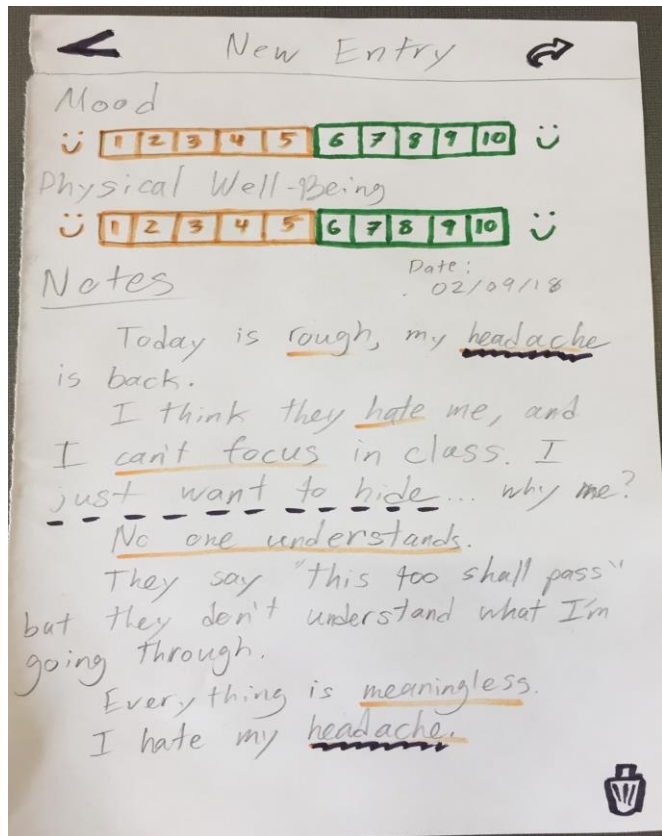 New Entry
Mood
1 2 3 4 5 6 7 8 9 10
Physical Well-Being
1 2 3 4 5 6 7 8 9 10
Notes
Date:
02/09/18
Today is rough, my headache
is back.
I think they hate me, and
I can't focus in class. I
just want to hide... why me?
No one understands.
They say "this too shall pass"
but they don't understand what I'm
going through.
Everything is meaningless.
I hate my headache.